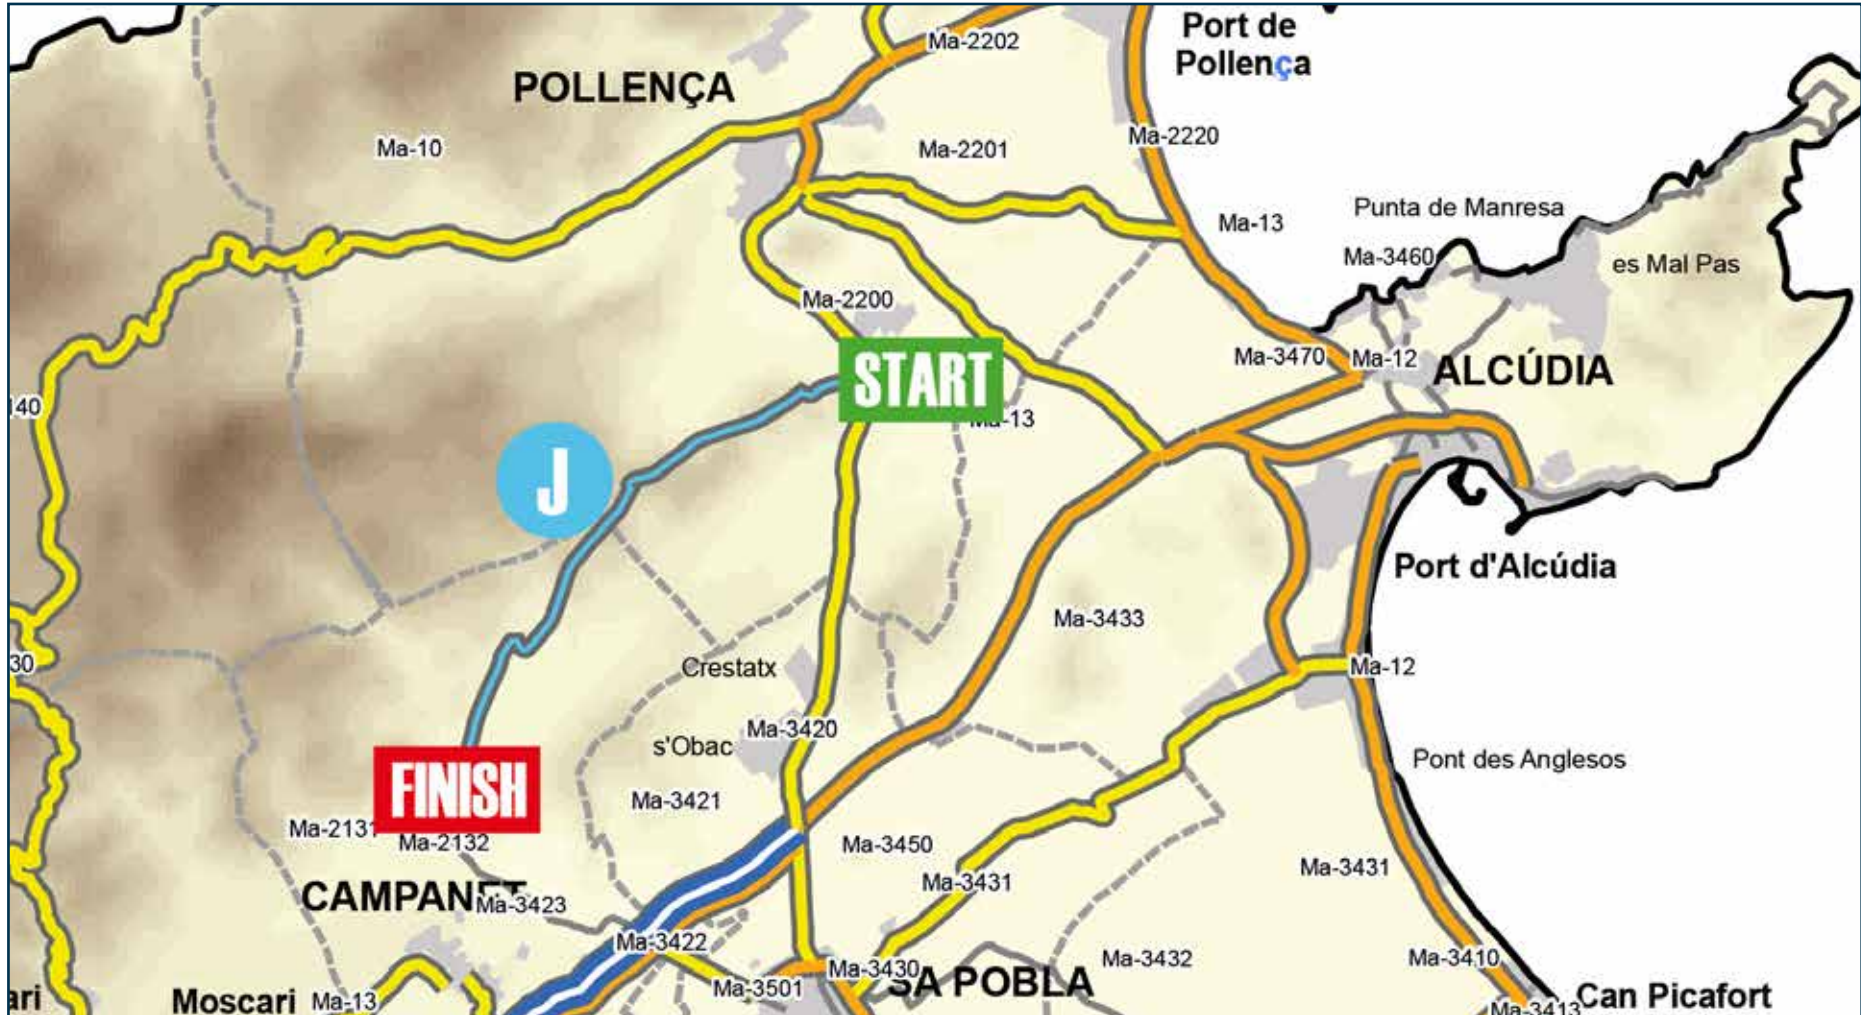 Port de
Pollença
Ma-2202
POLLENÇA
Ma-2220
Ma-10
Ma-2201
Punta de Manresa
Ma-13
Ma-3460
es Mal Pas
Ma-2200
Ma-3470
Ma-12
ALCÚDIA
START
140
Ma-13
J
Port d'Alcúdia
Ma-3433
30
Crestatx
Ma-12
Ma-3420
s'Obac
Pont des Anglesos
FINISH
Ma-3421
Ma-2131
Ma-2132
Ma-3450
Ma-3431
Ma-3431
CAMPANET
Ma-3423
Ma-3422
Ma-3430
Ma-3432
Ma-3410
SA POBLA
Ma-3501
ari
Moscari
Ma-13
Can Picafort
Ma-3413